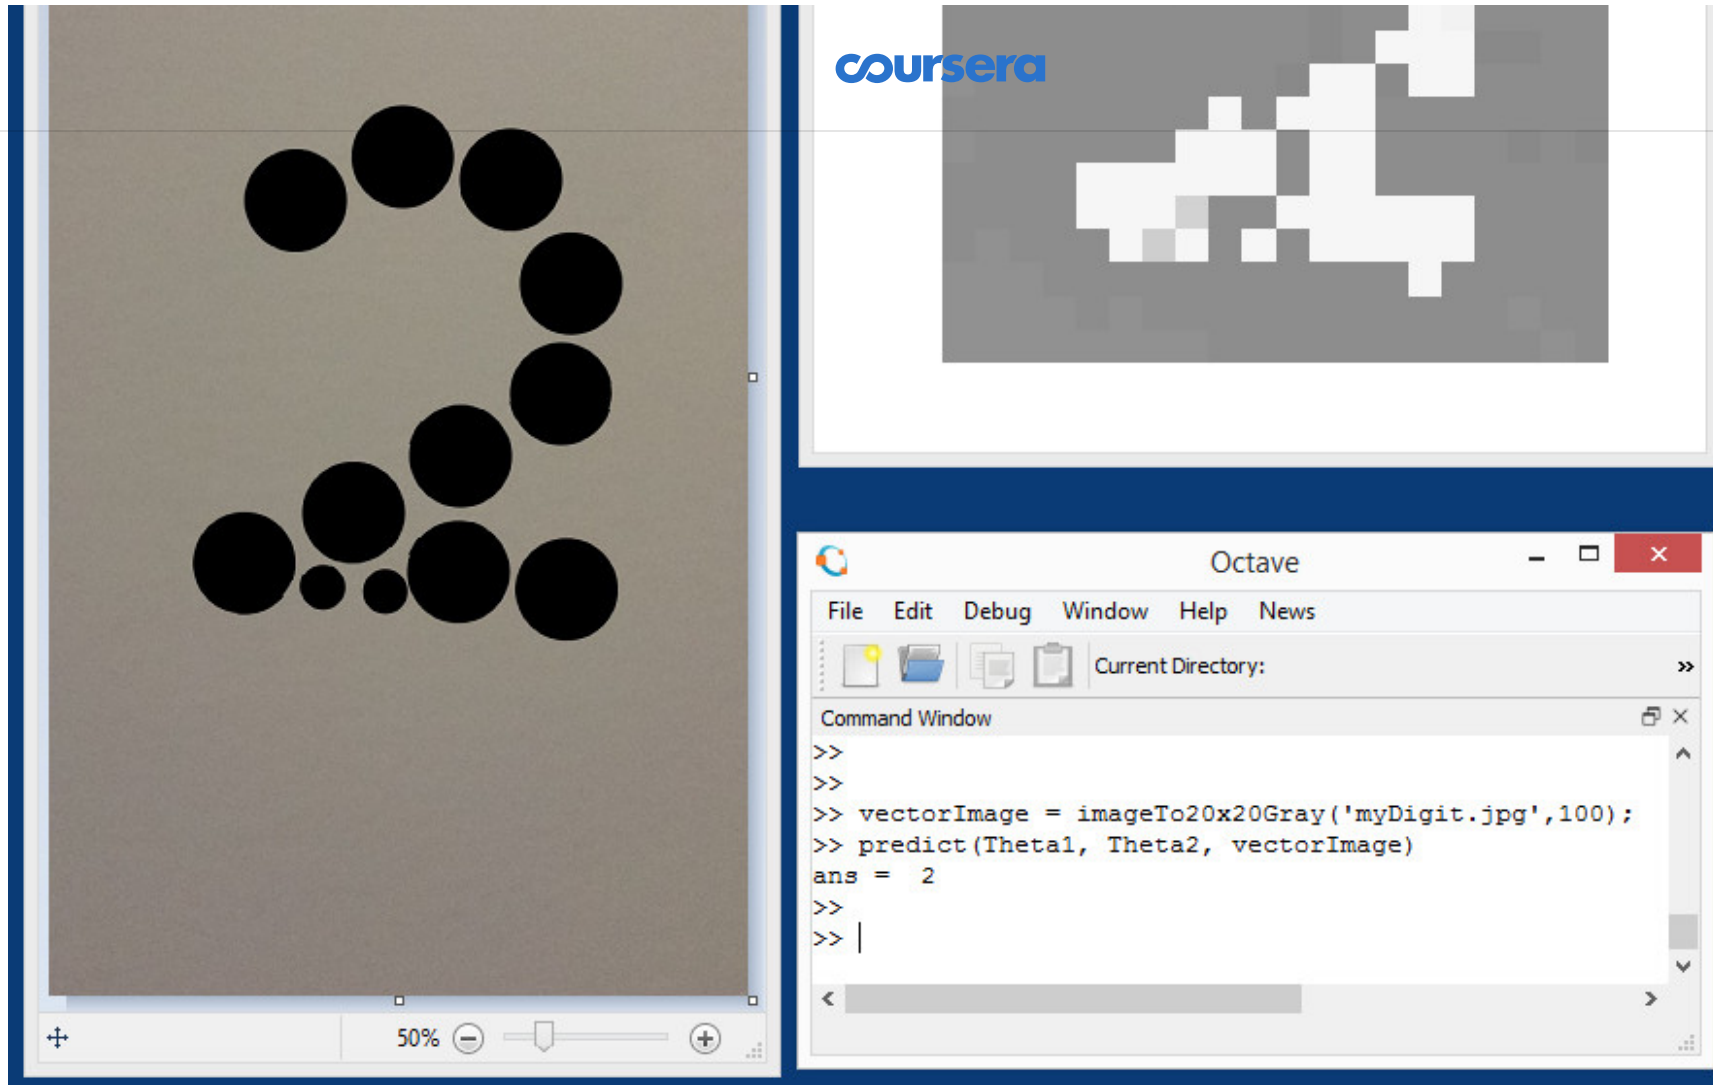 coursera
Octave
File Edit Debug Window Help News
Current Directory:
Command Window
>>
>>
>> vectorImage = imageTo20x20Gray('myDigit.jpg',100);
>> predict(Theta1, Theta2, vectorImage)
ans =  2
>>
>>
50%